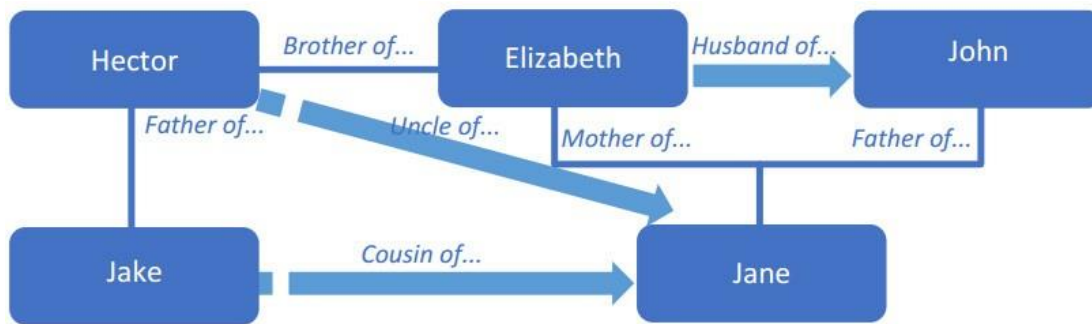 Hector
Brother of...
Elizabeth
Husband of...
John
Father of...
Uncle of...
Mother of...
Father of...
Jake
Cousin of...
Jane